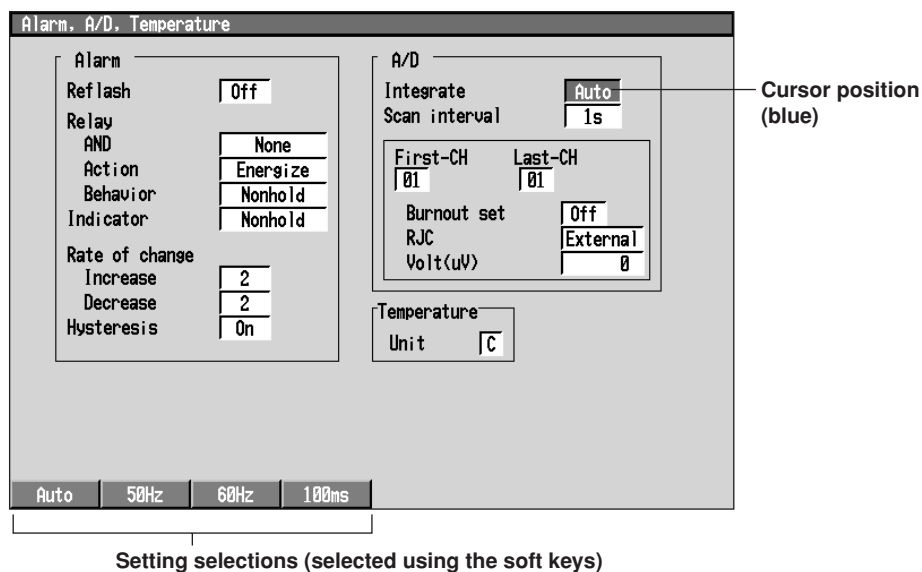 Alarm, A/D, Temperature
Alarm
Reflash Off
Relay
AND None
Action Energize
Behavior Nonhold
Indicator Nonhold
Rate of change
Increase 2
Decrease 2
Hysteresis On
A/D
Integrate Auto
Scan interval 1s
First-CH Last-CH
01 01
Burnout set Off
RJC External
Volt(uV) 0
Temperature
Unit C
Cursor position
(blue)
Auto 50Hz 60Hz 100ms
Setting selections (selected using the soft keys)